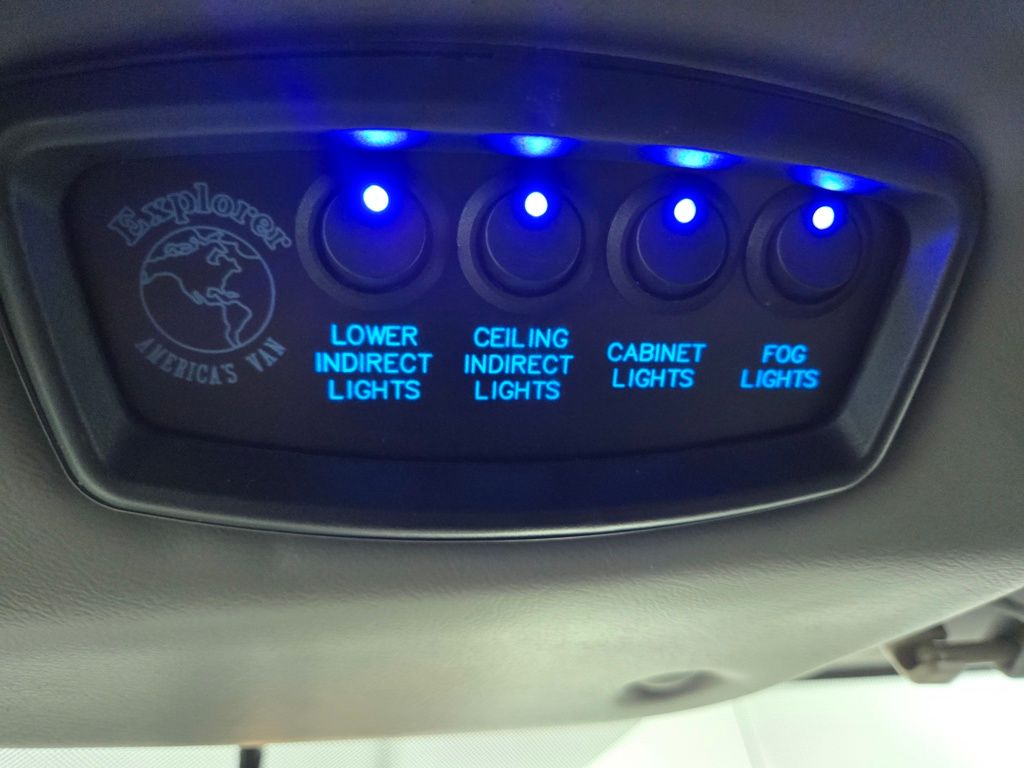 Explorer
AMERICA'S VAN
LOWER
INDIRECT
LIGHTS
CEILING
INDIRECT
LIGHTS
CABINET
LIGHTS
FOG
LIGHTS